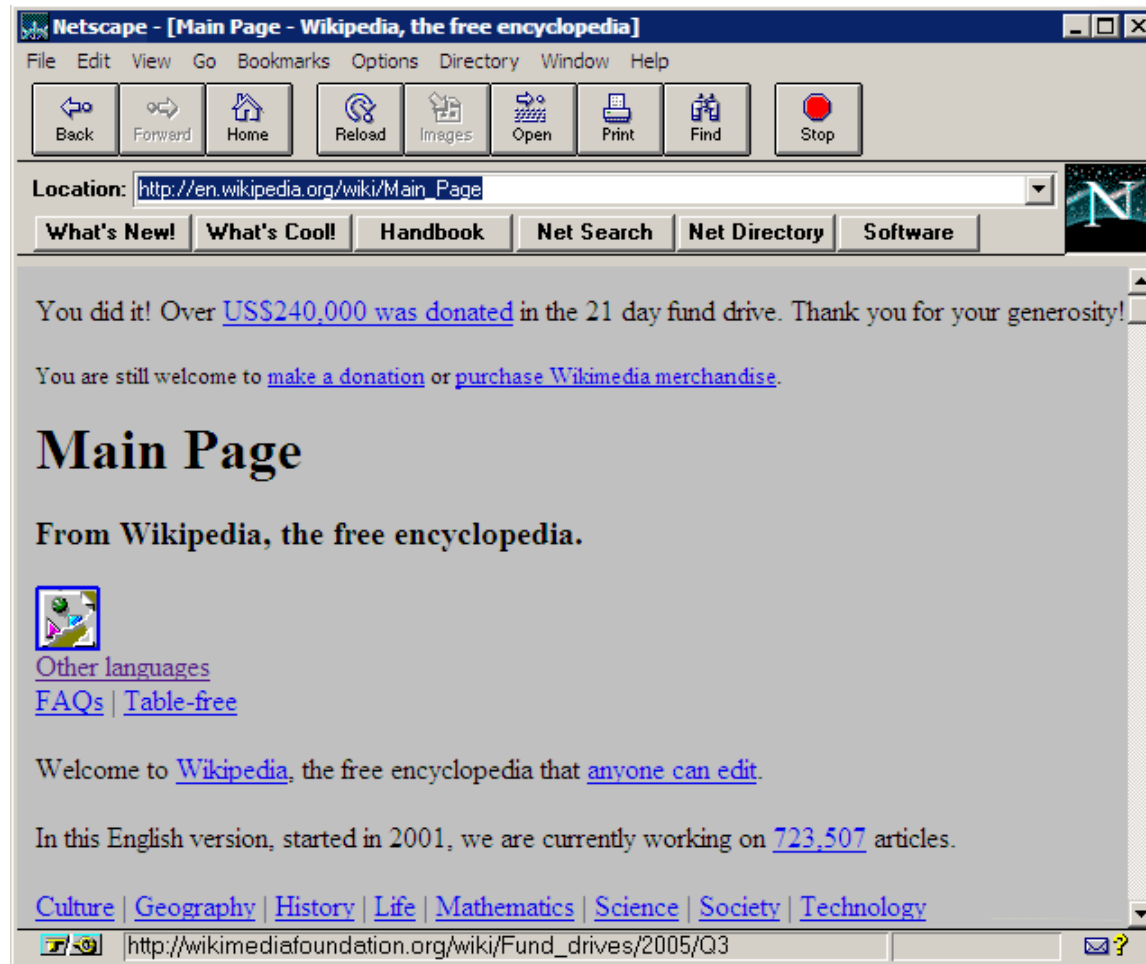 Netscape - [Main Page - Wikipedia, the free encyclopedia]
File Edit View Go Bookmarks Options Directory Window Help
Back Forward Home Reload Images Open Print Find Stop
Location: http://en.wikipedia.org/wiki/Main_Page
N
What's New! What's Cool! Handbook Net Search Net Directory Software
You did it! Over US$240,000 was donated in the 21 day fund drive. Thank you for your generosity!
You are still welcome to make a donation or purchase Wikimedia merchandise.
Main Page
From Wikipedia, the free encyclopedia.
Other languages
FAQs | Table-free
Welcome to Wikipedia, the free encyclopedia that anyone can edit.
In this English version, started in 2001, we are currently working on 723,507 articles.
Culture | Geography | History | Life | Mathematics | Science | Society | Technology
http://wikimediafoundation.org/wiki/Fund_drives/2005/Q3
?